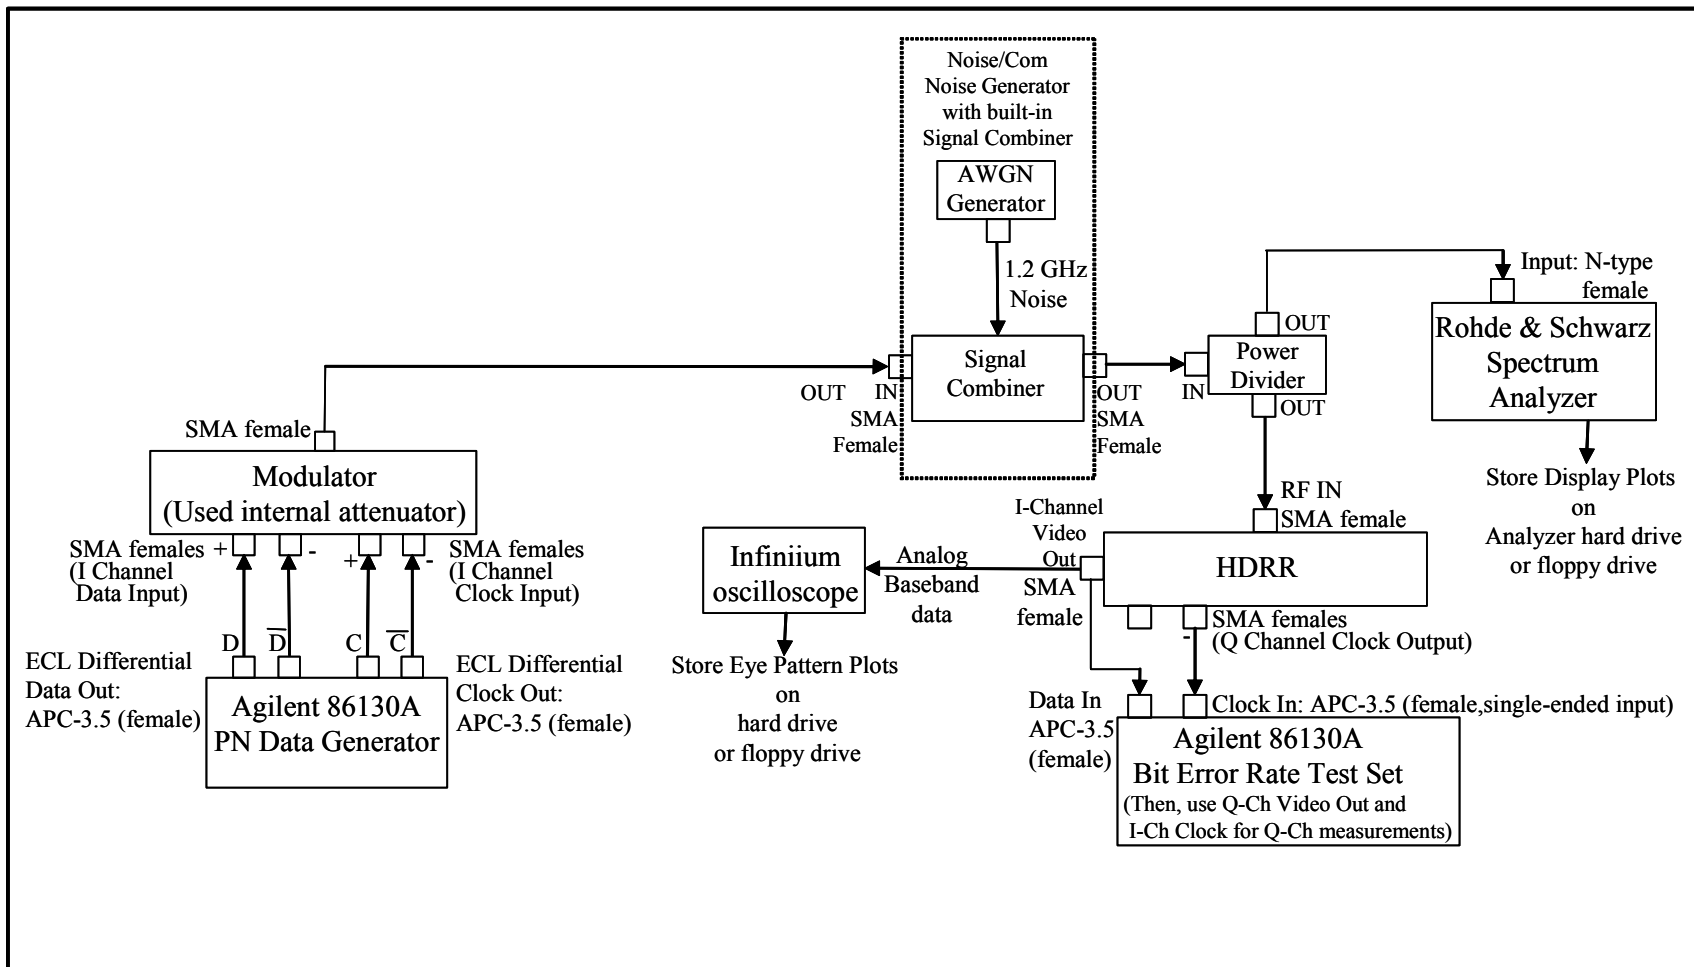 Noise/Com
Noise Generator
with built-in
Signal Combiner
AWGN
Generator
1.2 GHz
Noise
Signal
Combiner
OUT IN
SMA
Female
OUT
SMA
Female
IN
Power
Divider
OUT
OUT
Input: N-type
female
Rohde & Schwarz
Spectrum
Analyzer
Store Display Plots
on
Analyzer hard drive
or floppy drive
SMA female
Modulator
(Used internal attenuator)
SMA females +
(I Channel
Data Input)
-
+
-
SMA females
(I Channel
Clock Input)
D
D̅
C
C̅
ECL Differential
Data Out:
APC-3.5 (female)
ECL Differential
Clock Out:
APC-3.5 (female)
Agilent 86130A
PN Data Generator
RF IN
SMA female
HDRR
I-Channel
Video
Out
SMA
female
Analog
Baseband
data
Infiniium
oscilloscope
Store Eye Pattern Plots
on
hard drive
or floppy drive
-
SMA females
(Q Channel Clock Output)
Data In
APC-3.5
(female)
Clock In: APC-3.5 (female,single-ended input)
Agilent 86130A
Bit Error Rate Test Set
(Then, use Q-Ch Video Out and
I-Ch Clock for Q-Ch measurements)